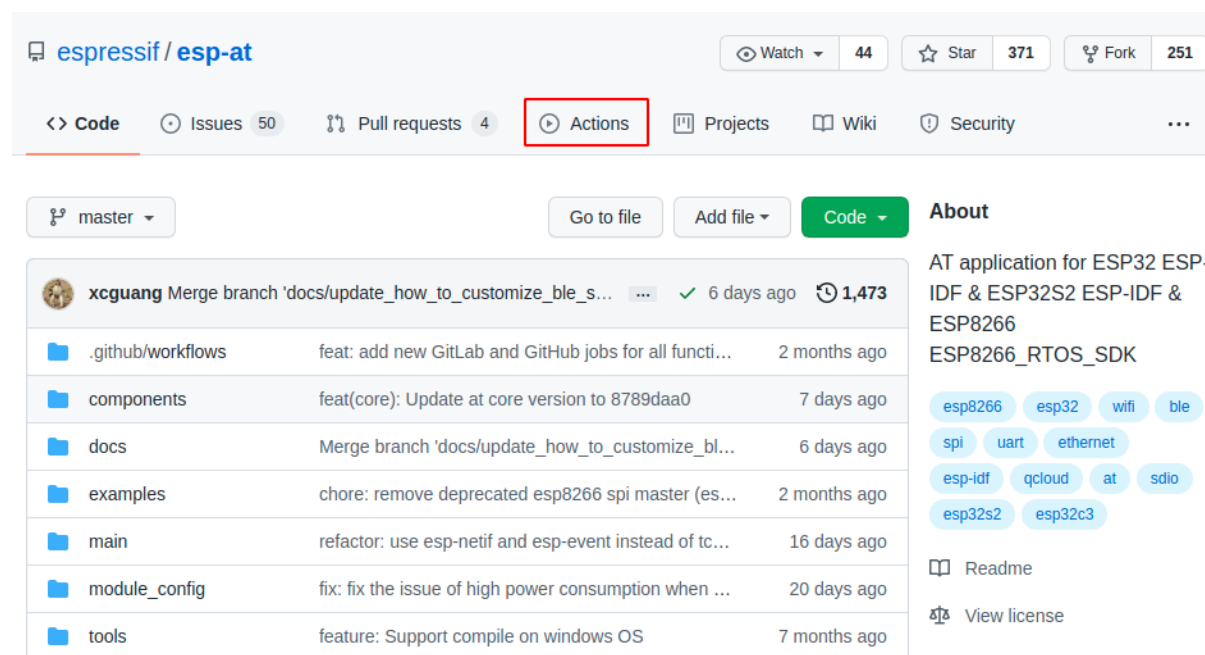 espressif / esp-at
Watch 44 Star 371 Fork 251
Code Issues 50 Pull requests 4 Actions Projects Wiki Security ...
master Go to file Add file Code
xcguang Merge branch 'docs/update_how_to_customize_ble_s... ... 6 days ago 1,473
.github/workflows feat: add new GitLab and GitHub jobs for all functi... 2 months ago
components feat(core): Update at core version to 8789daa0 7 days ago
docs Merge branch 'docs/update_how_to_customize_bl... 6 days ago
examples chore: remove deprecated esp8266 spi master (es... 2 months ago
main refactor: use esp-netif and esp-event instead of tc... 16 days ago
module_config fix: fix the issue of high power consumption when ... 20 days ago
tools feature: Support compile on windows OS 7 months ago
About
AT application for ESP32 ESP-
IDF & ESP32S2 ESP-IDF &
ESP8266
ESP8266_RTOS_SDK
esp8266 esp32 wifi ble
spi uart ethernet
esp-idf qcloud at sdio
esp32s2 esp32c3
Readme
View license